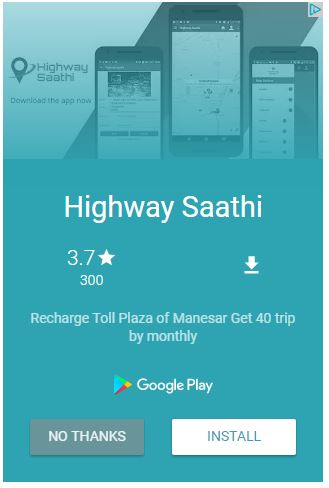 Highway
Saathi
Download the app now
Highway Saathi
3.7★
300
Recharge Toll Plaza of Manesar Get 40 trip
by monthly
Google Play
NO THANKS
INSTALL